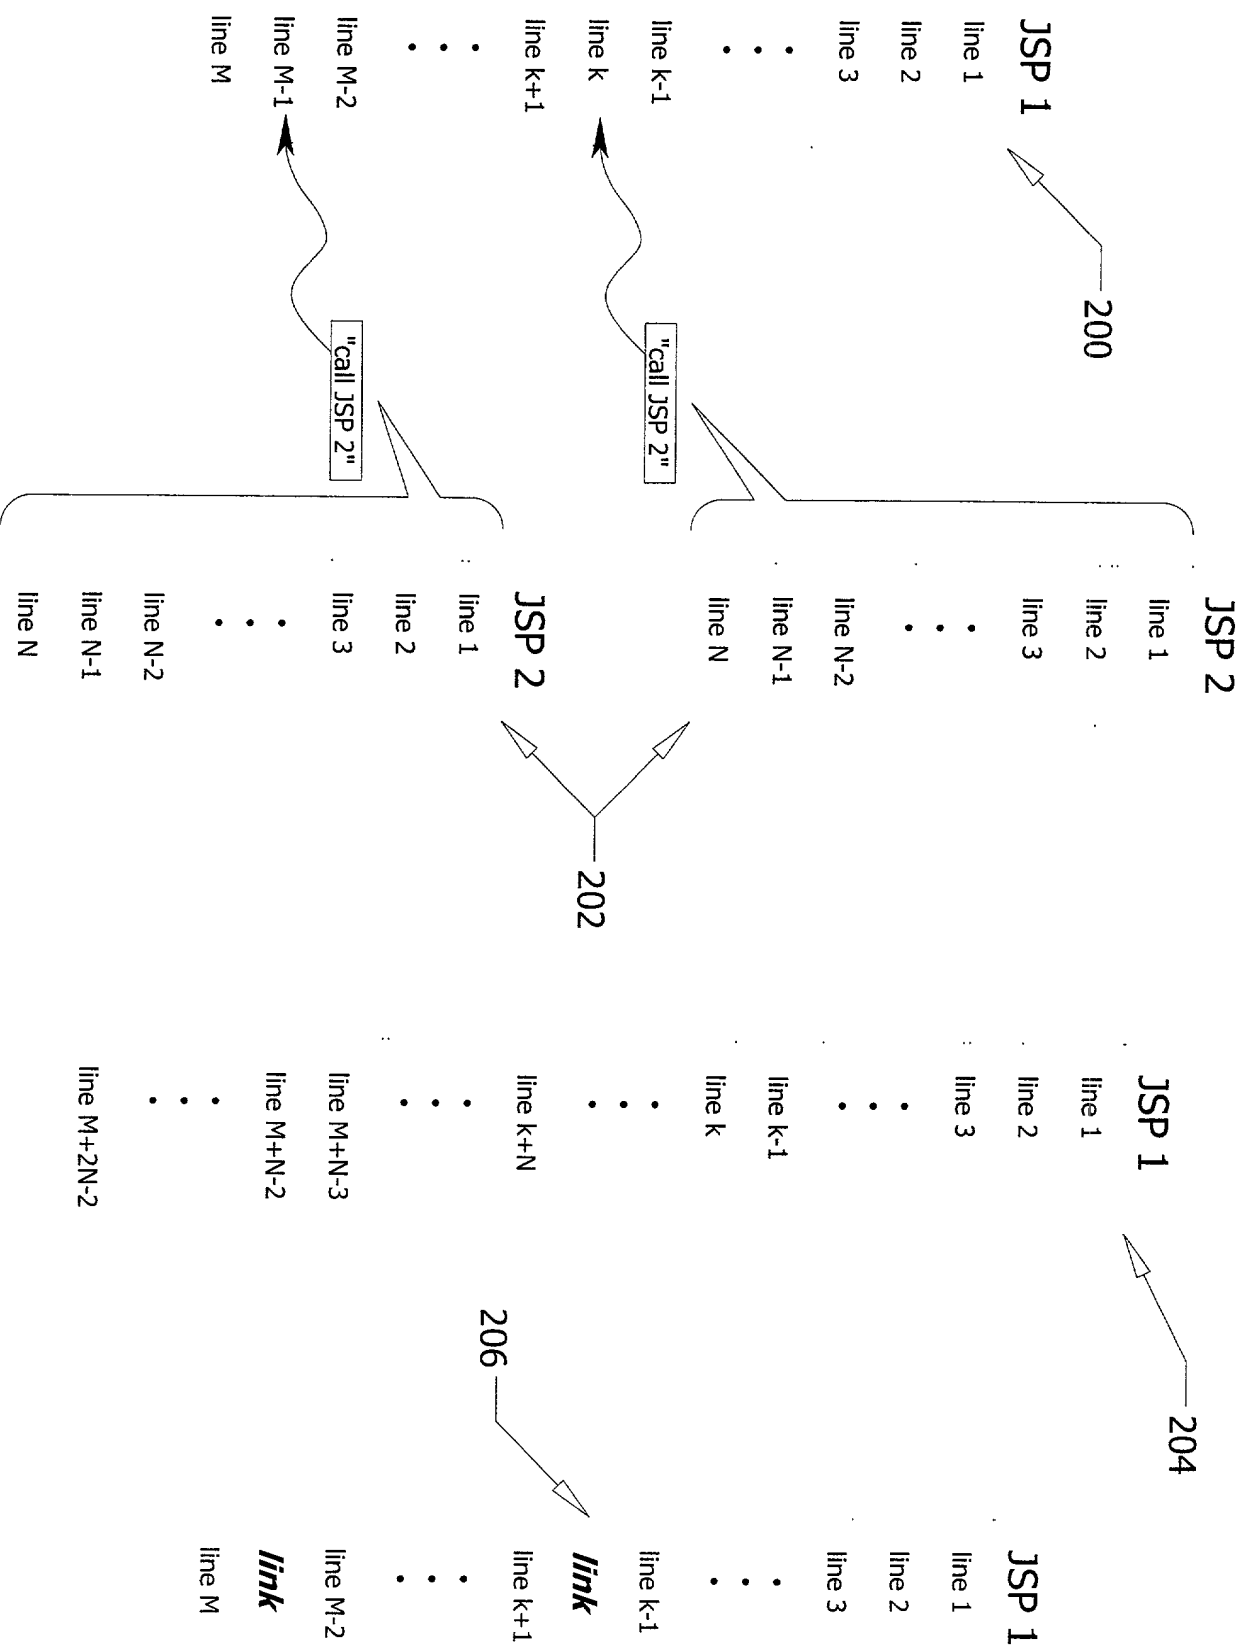 JSP 1
line 1
line 2
line 3
• • •
line k-1
line k
line k+1
• • •
line M-2
line M-1
line M
200
"call JSP 2"
"call JSP 2"
JSP 2
line 1
line 2
line 3
• • •
line N-2
line N-1
line N
JSP 2
line 1
line 2
line 3
• • •
line N-2
line N-1
line N
202
JSP 1
line 1
line 2
line 3
• • •
line k-1
line k
• • •
line k+N
• • •
line M+N-3
line M+N-2
• • •
line M+2N-2
204
206
JSP 1
line 1
line 2
line 3
• • •
line k-1
link
line k+1
• • •
line M-2
link
line M